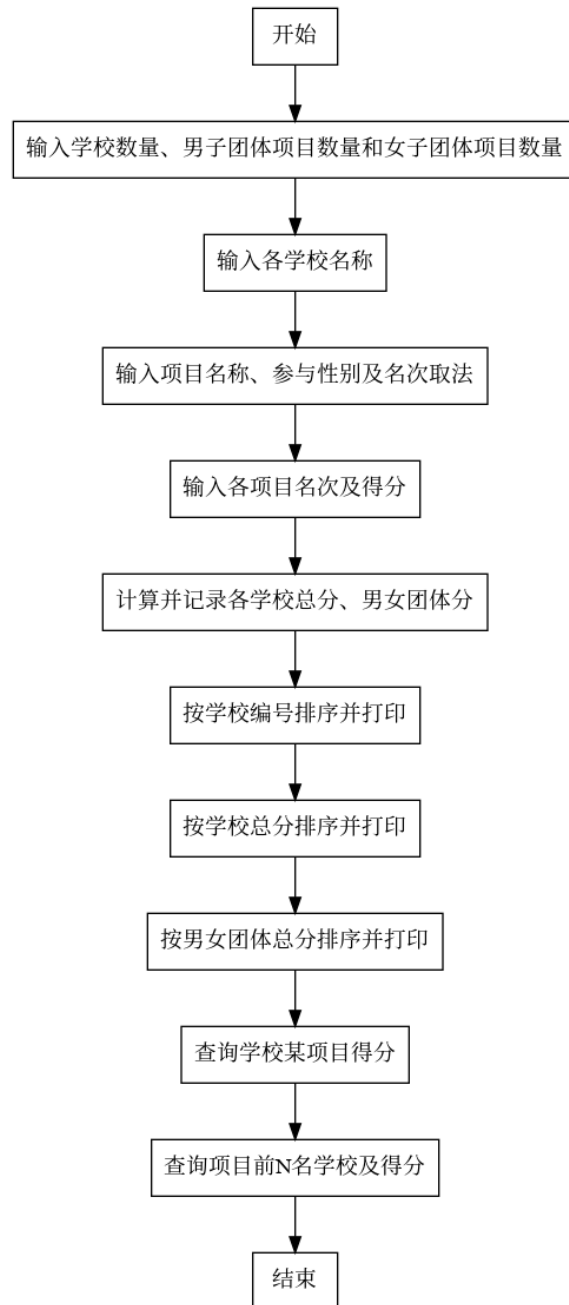 开始
输入学校数量、男子团体项目数量和女子团体项目数量
输入各学校名称
输入项目名称、参与性别及名次取法
输入各项目名次及得分
计算并记录各学校总分、男女团体分
按学校编号排序并打印
按学校总分排序并打印
按男女团体总分排序并打印
查询学校某项目得分
查询项目前N名学校及得分
结束